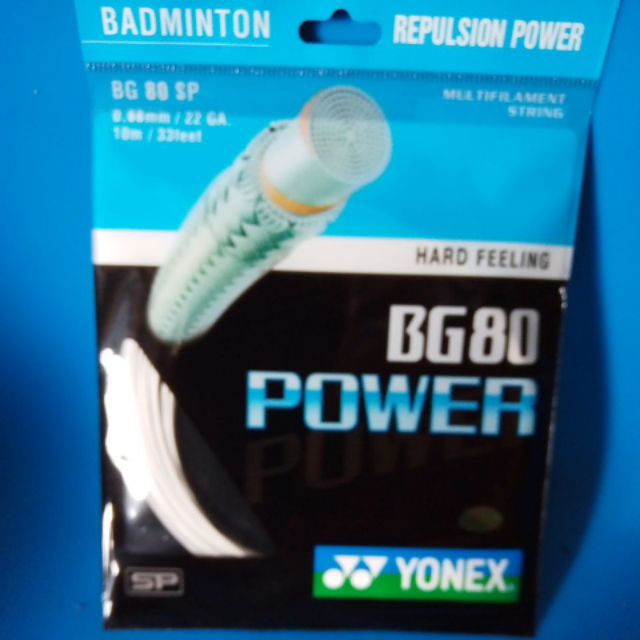 BADMINTON
REPULSION POWER
BG 80 SP
0.68mm / 22 GA.
10m / 33feet
MULTIFILAMENT
STRING
HARD FEELING
BG80
POWER
POWER
SP
YONEX